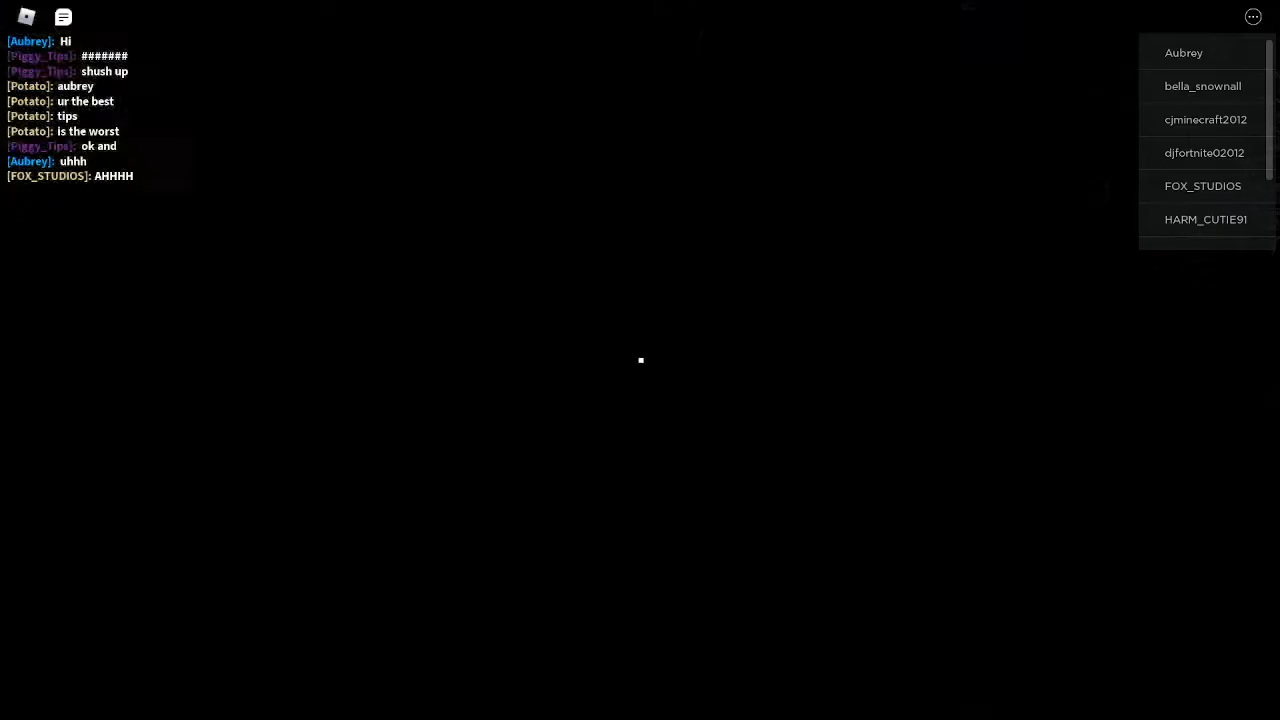 [Aubrey]: Hi
[Piggy_Tips]: #######
[Piggy_Tips]: shush up
[Potato]: aubrey
[Potato]: ur the best
[Potato]: tips
[Potato]: is the worst
[Piggy_Tips]: ok and
[Aubrey]: uhhh
[FOX_STUDIOS]: AHHHH
Aubrey
bella_snownall
cjminecraft2012
djfortnite02012
FOX_STUDIOS
HARM_CUTIE91